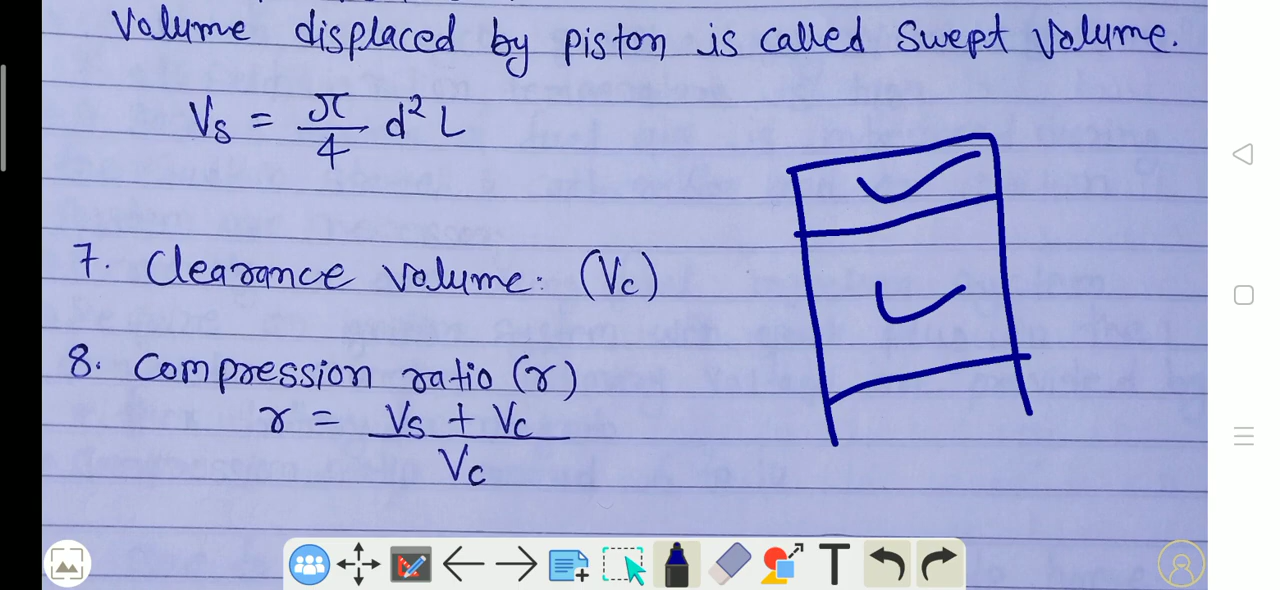 Volume displaced by piston is called Swept Volume.
Vs = π/4 d² L
7. Clearance volume: (Vc)
8. Compression ratio (r)
r = Vs + Vc / Vc
T